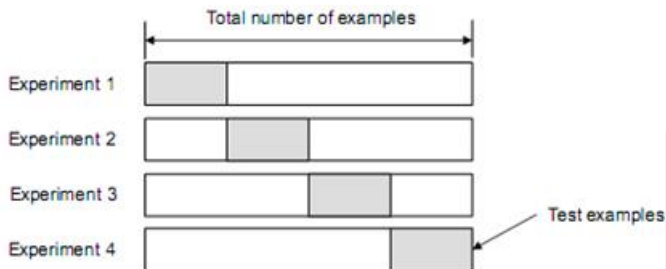 Total number of examples
Experiment 1
Experiment 2
Experiment 3
Test examples
Experiment 4